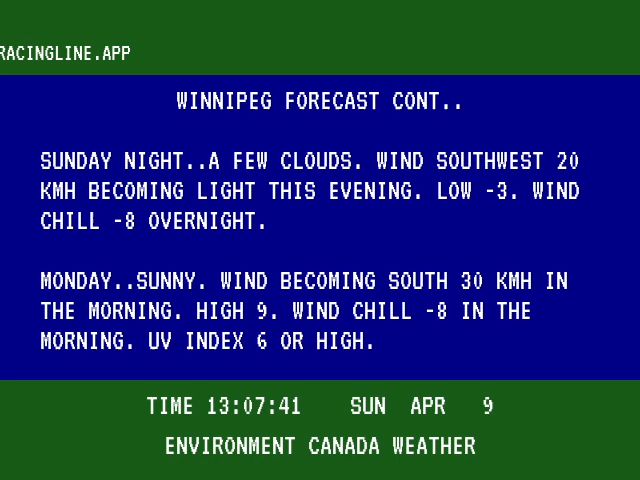 RACINGLINE.APP
WINNIPEG FORECAST CONT..
SUNDAY NIGHT..A FEW CLOUDS. WIND SOUTHWEST 20
KMH BECOMING LIGHT THIS EVENING. LOW -3. WIND
CHILL -8 OVERNIGHT.
MONDAY..SUNNY. WIND BECOMING SOUTH 30 KMH IN
THE MORNING. HIGH 9. WIND CHILL -8 IN THE
MORNING. UV INDEX 6 OR HIGH.
TIME 13:07:41 SUN APR 9
ENVIRONMENT CANADA WEATHER